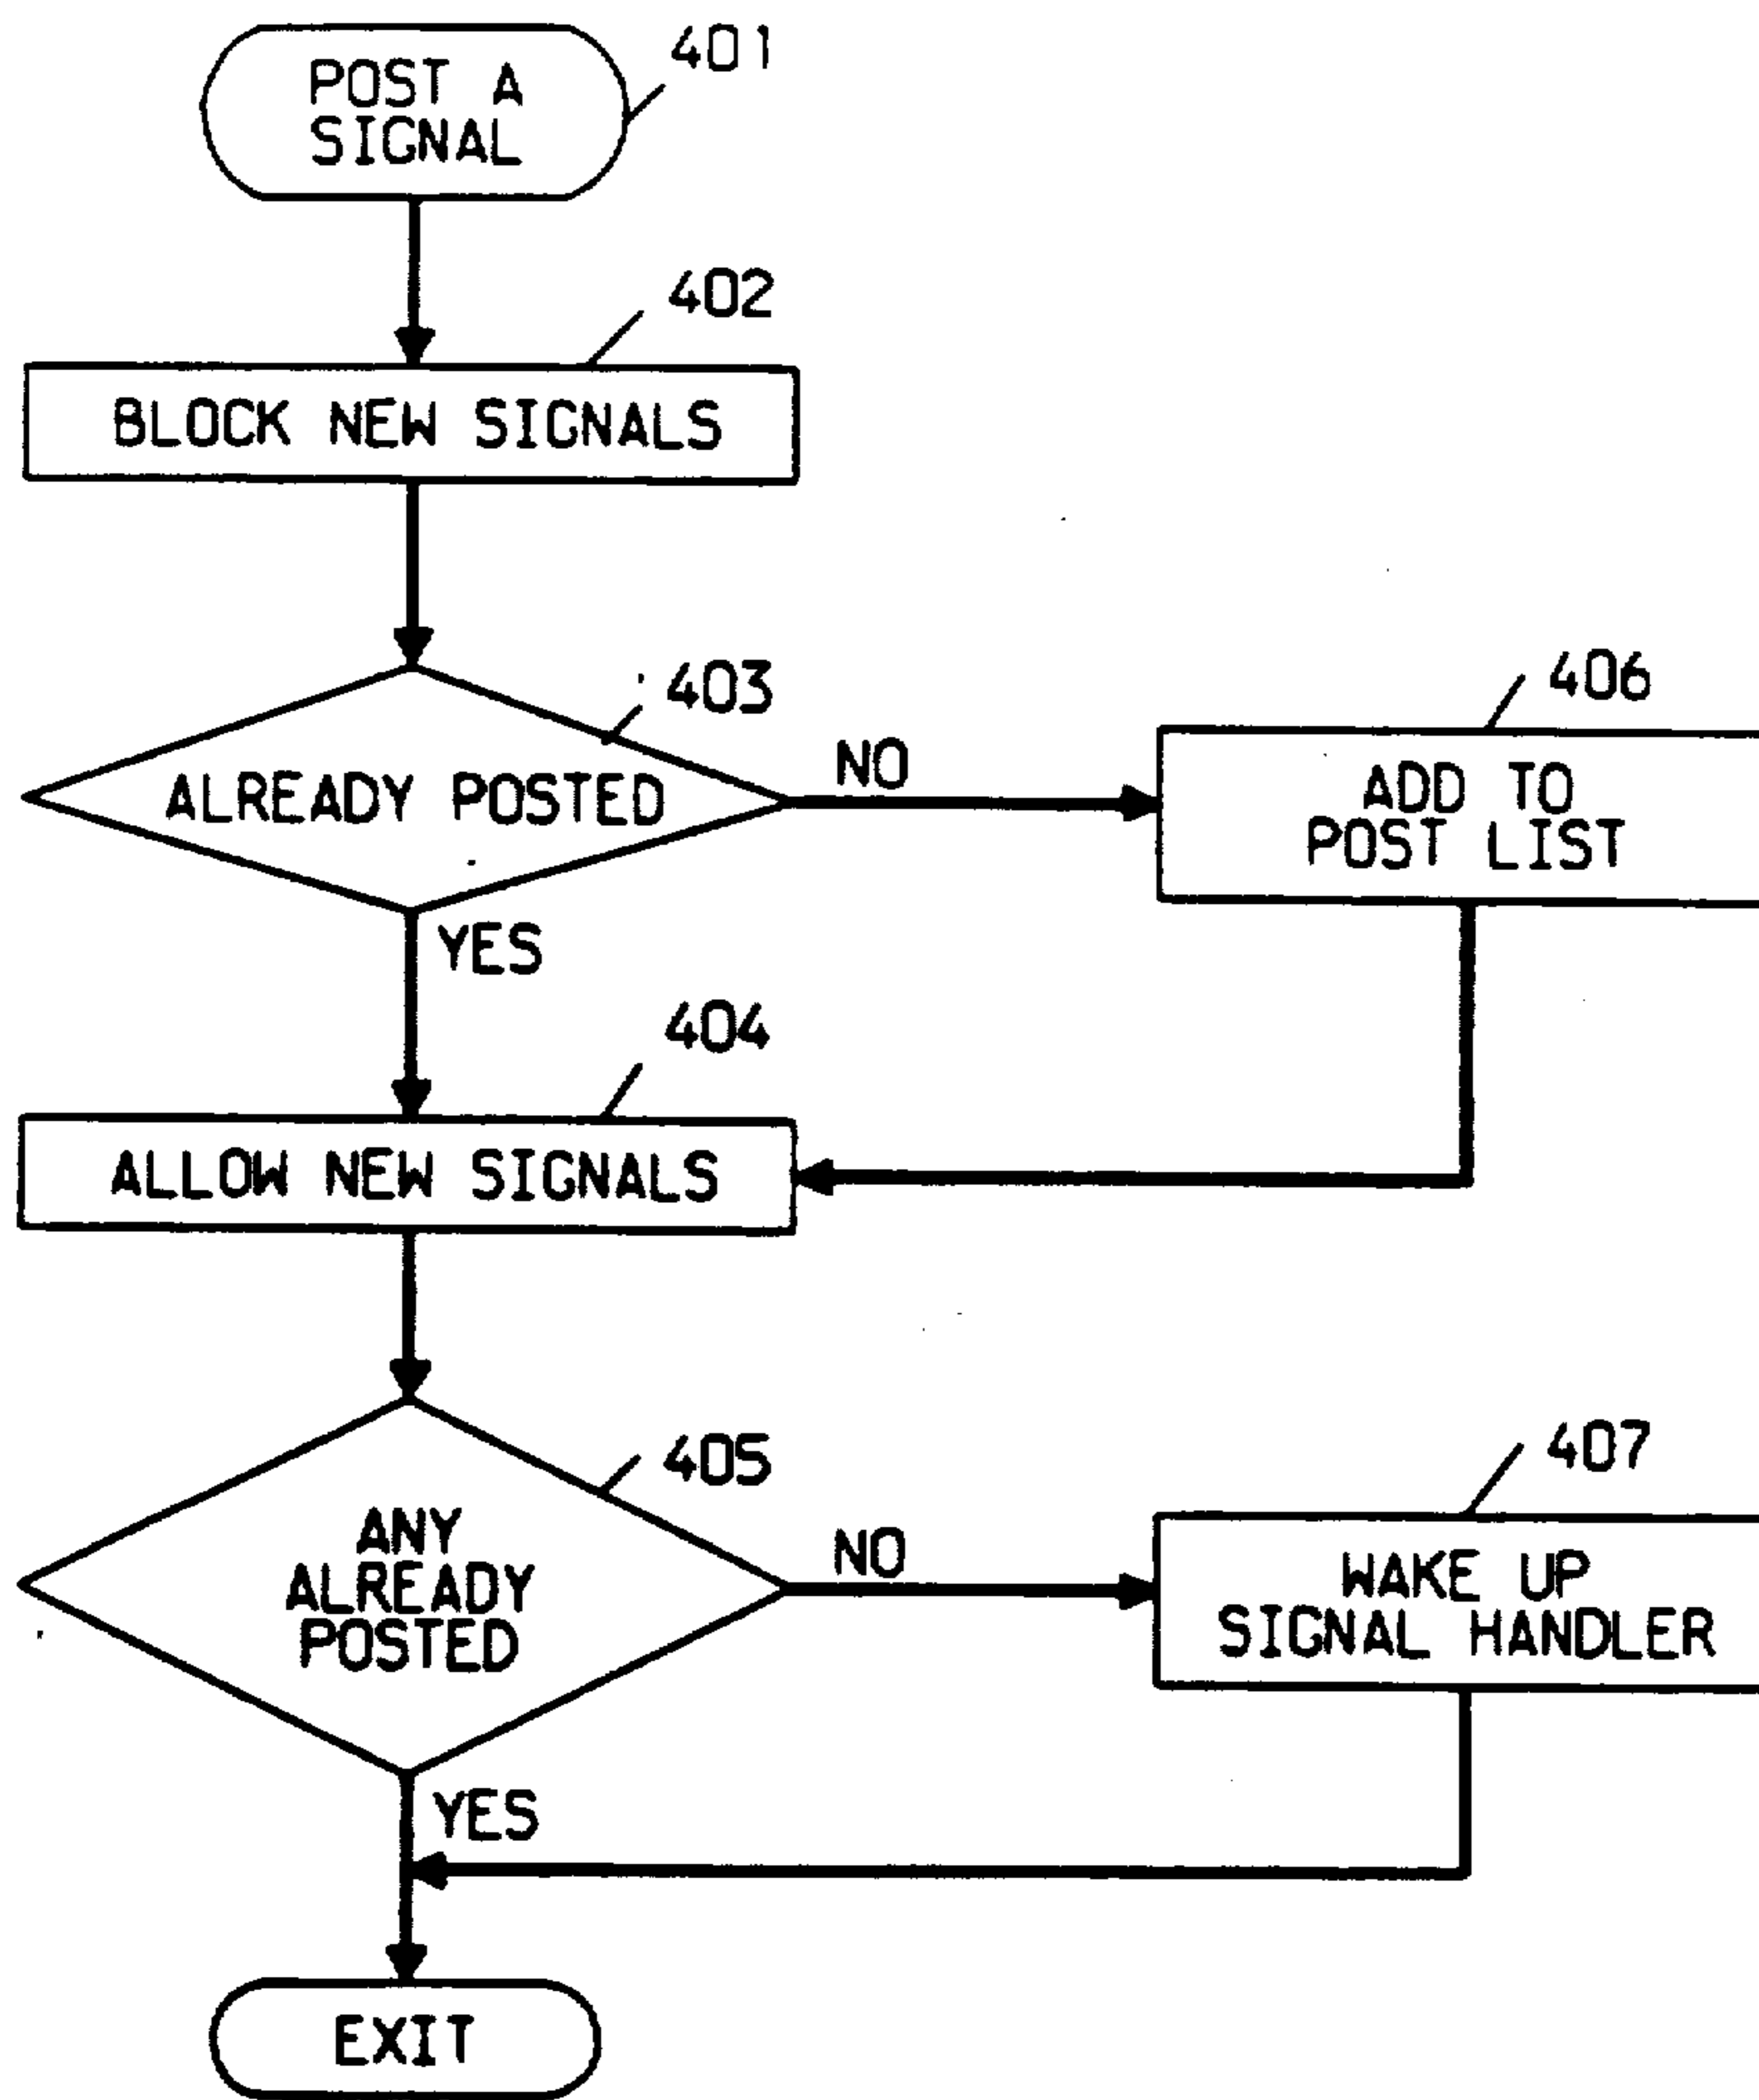 POST A
SIGNAL
401
402
BLOCK NEW SIGNALS
403
ALREADY POSTED
NO
406
ADD TO
POST LIST
YES
404
ALLOW NEW SIGNALS
405
ANY
ALREADY
POSTED
NO
407
WAKE UP
SIGNAL HANDLER
YES
EXIT